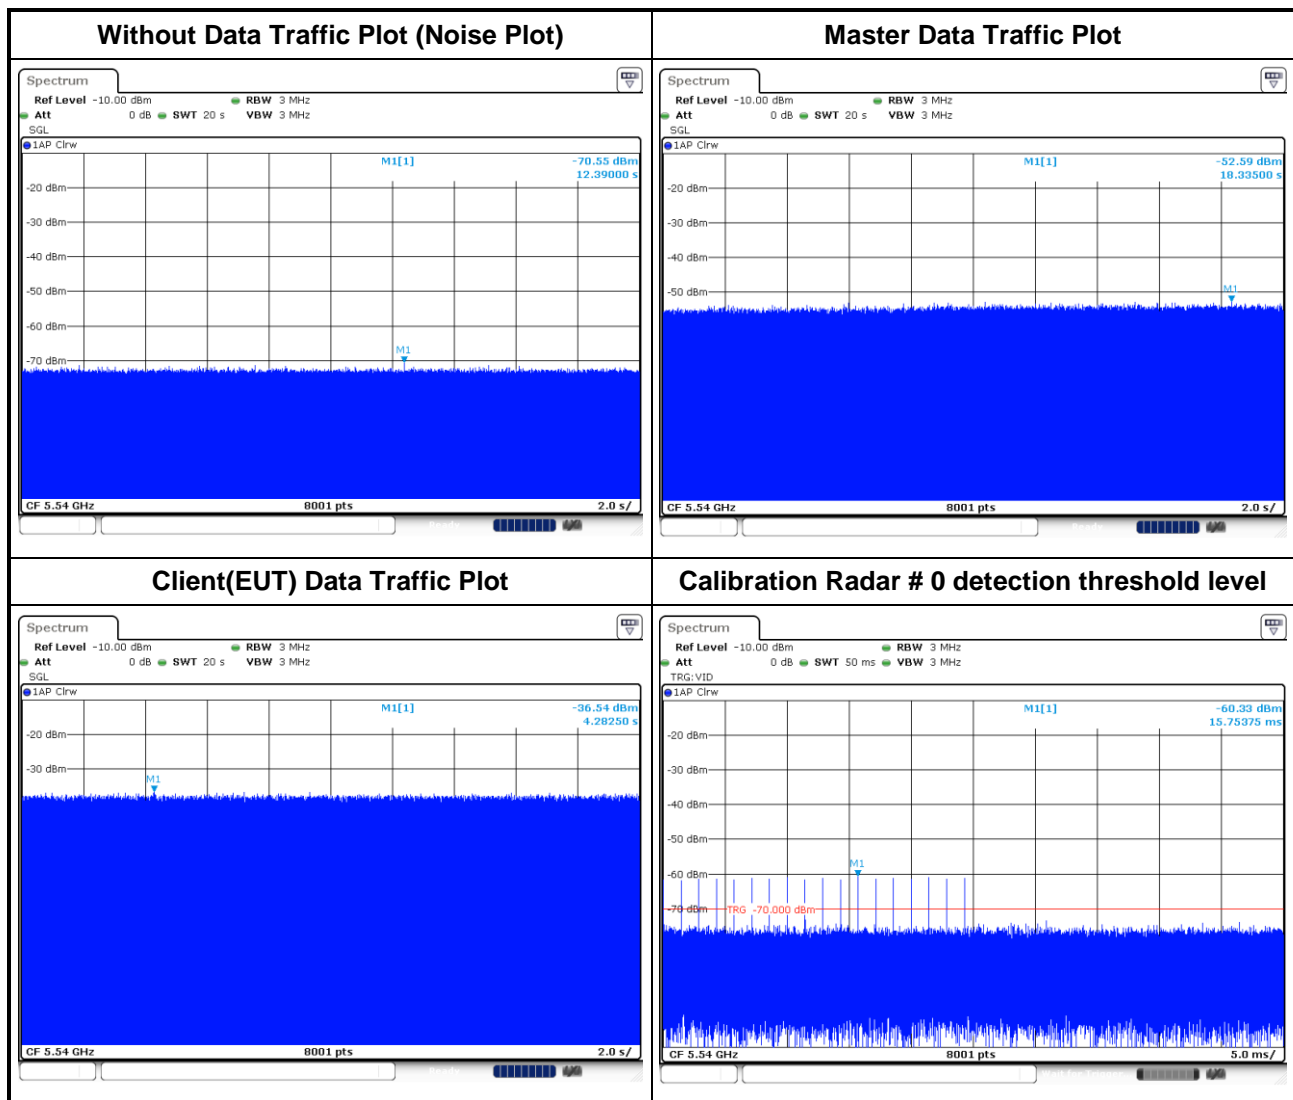 Without Data Traffic Plot (Noise Plot)
Spectrum
Ref Level -10.00 dBm RBW 3 MHz
Att 0 dB SWT 20 s VBW 3 MHz
SGL
1AP Clrw
M1[1] -70.55 dBm
12.39000 s
-20 dBm
-30 dBm
-40 dBm
-50 dBm
-60 dBm
M1
-70 dBm
CF 5.54 GHz 8001 pts 2.0 s/
Ready
Master Data Traffic Plot
Spectrum
Ref Level -10.00 dBm RBW 3 MHz
Att 0 dB SWT 20 s VBW 3 MHz
SGL
1AP Clrw
M1[1] -52.59 dBm
18.33500 s
-20 dBm
-30 dBm
-40 dBm
-50 dBm
M1
CF 5.54 GHz 8001 pts 2.0 s/
Ready
Client(EUT) Data Traffic Plot
Spectrum
Ref Level -10.00 dBm RBW 3 MHz
Att 0 dB SWT 20 s VBW 3 MHz
SGL
1AP Clrw
M1[1] -36.54 dBm
4.28250 s
-20 dBm
-30 dBm
M1
CF 5.54 GHz 8001 pts 2.0 s/
Ready
Calibration Radar # 0 detection threshold level
Spectrum
Ref Level -10.00 dBm RBW 3 MHz
Att 0 dB SWT 50 ms VBW 3 MHz
TRG:VID
1AP Clrw
M1[1] -60.33 dBm
15.75375 ms
-20 dBm
-30 dBm
-40 dBm
-50 dBm
M1
-60 dBm
-70 dBm TRG -70.000 dBm
CF 5.54 GHz 8001 pts 5.0 ms/
Wait for Trigger